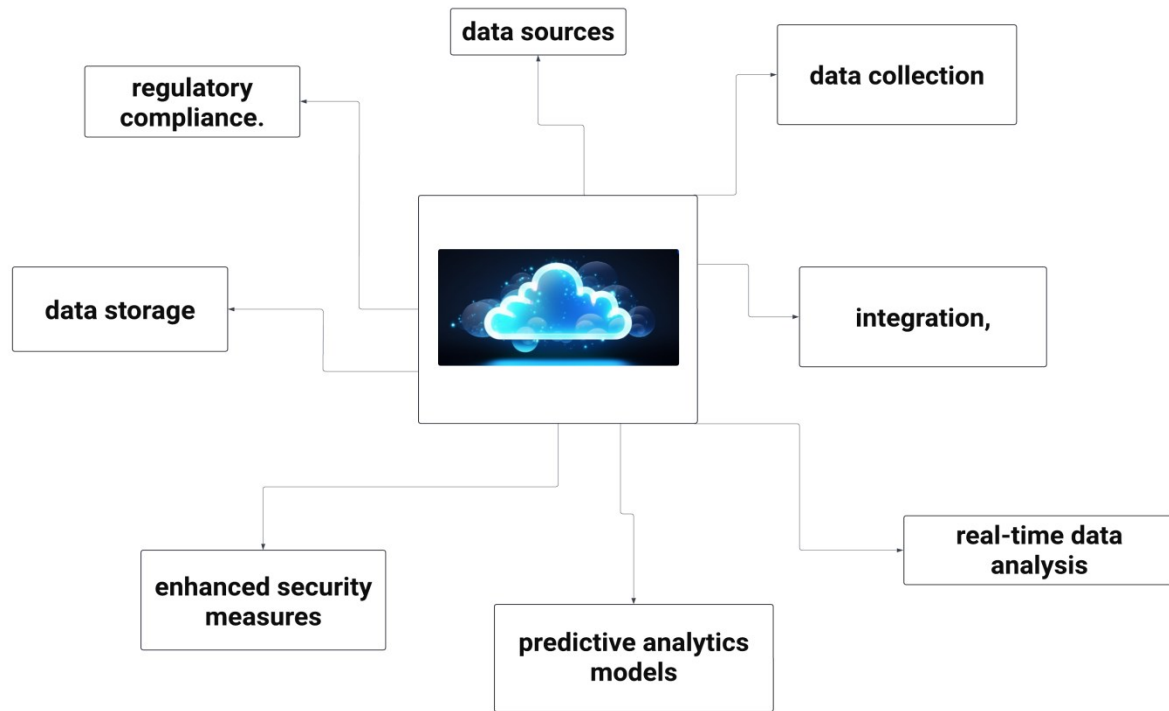 data sources
data collection
regulatory
compliance.
data storage
integration,
real-time data
analysis
enhanced security
measures
predictive analytics
models